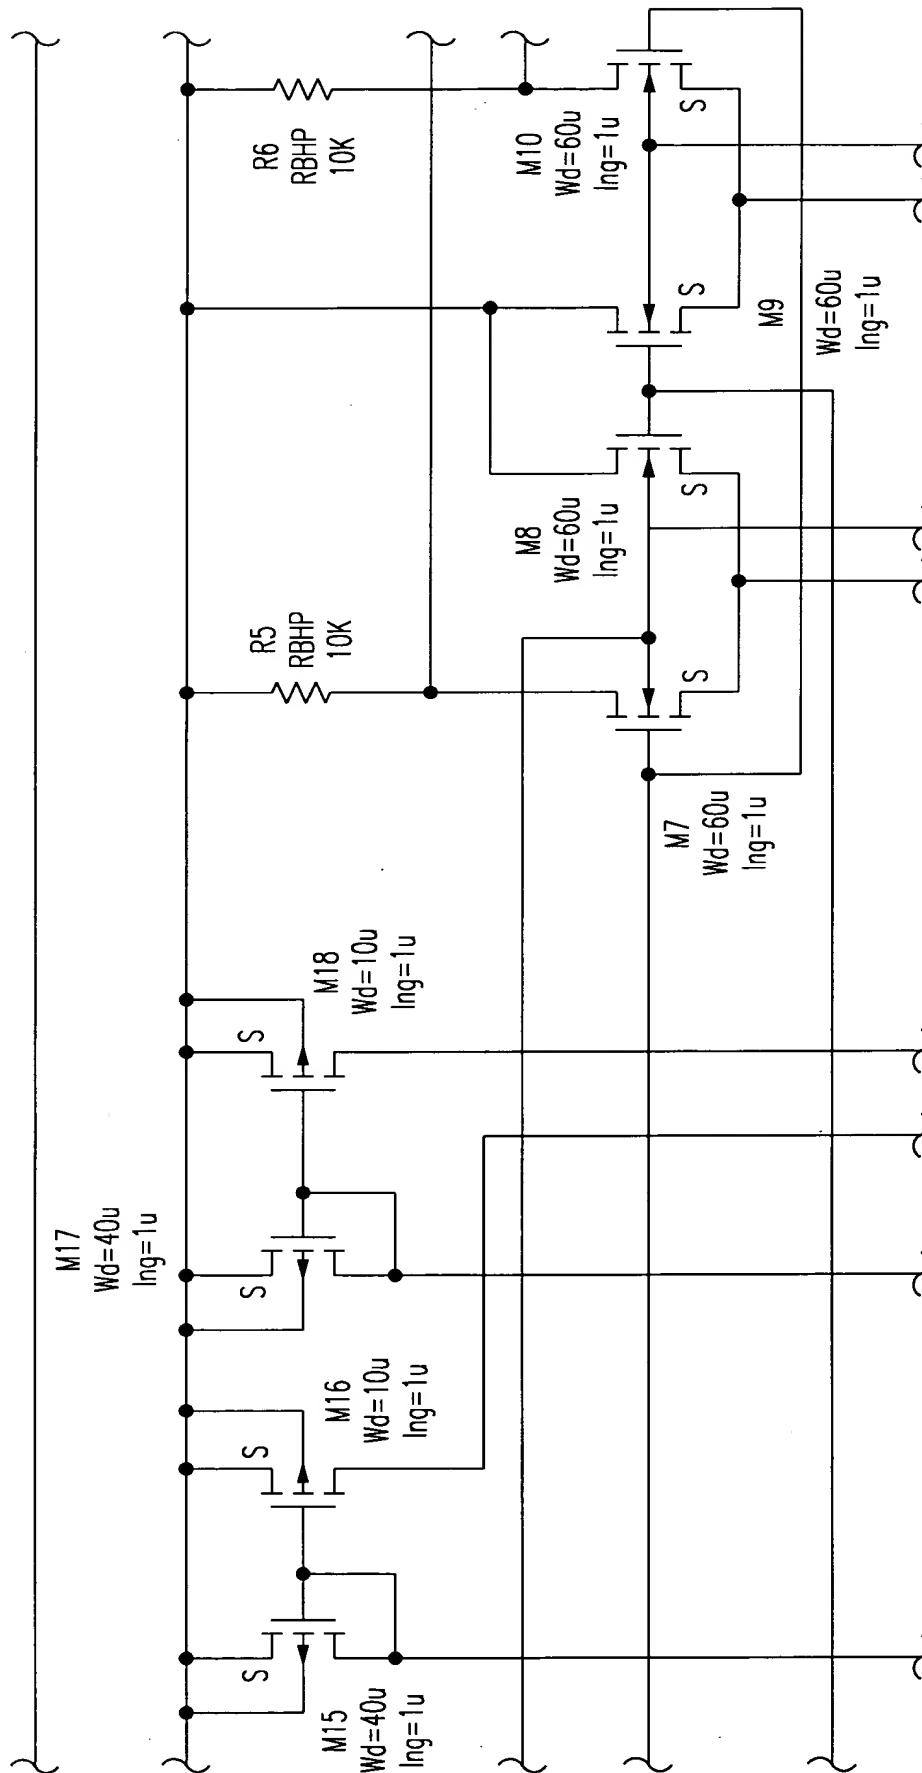 M17
Wd=40u
lng=1u
S
M15
Wd=40u
lng=1u
S
M16
Wd=10u
lng=1u
S
S
M18
Wd=10u
lng=1u
R5
RBHP
10K
R6
RBHP
10K
M7
Wd=60u
lng=1u
S
M8
Wd=60u
lng=1u
S
M9
Wd=60u
lng=1u
S
M10
Wd=60u
lng=1u
S